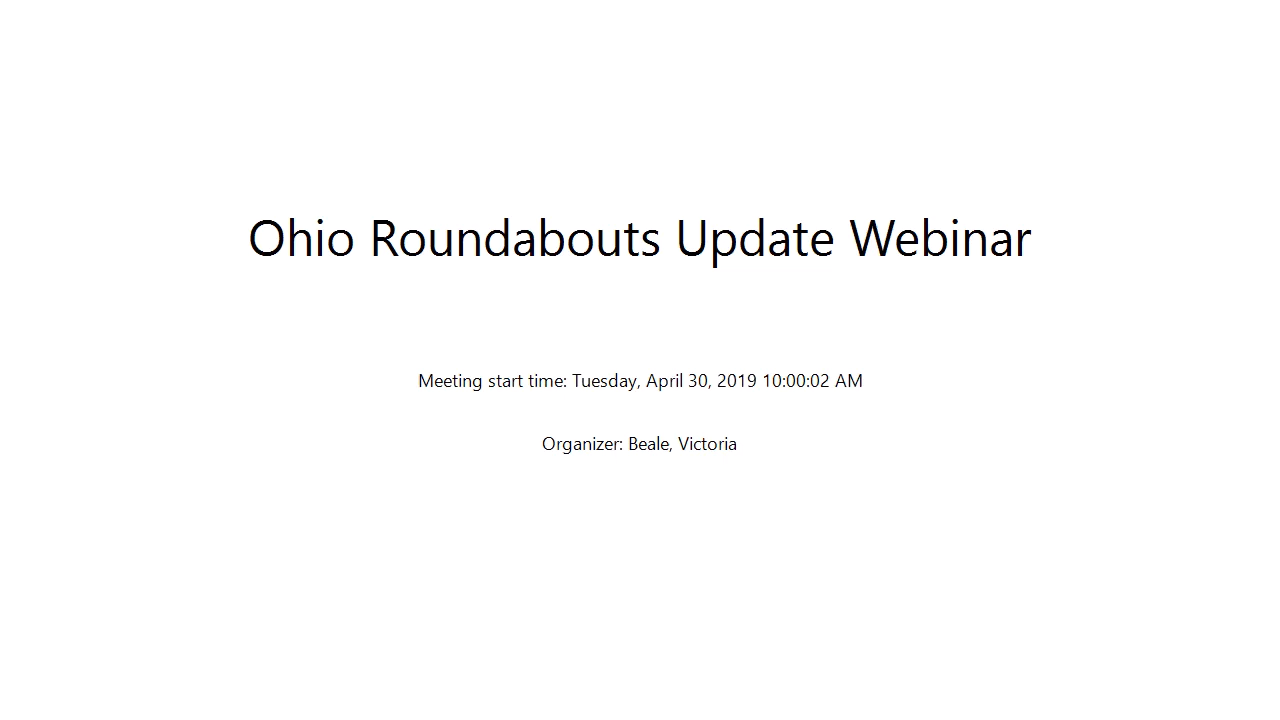 Ohio Roundabouts Update Webinar
Meeting start time: Tuesday, April 30, 2019 10:00:02 AM
Organizer: Beale, Victoria